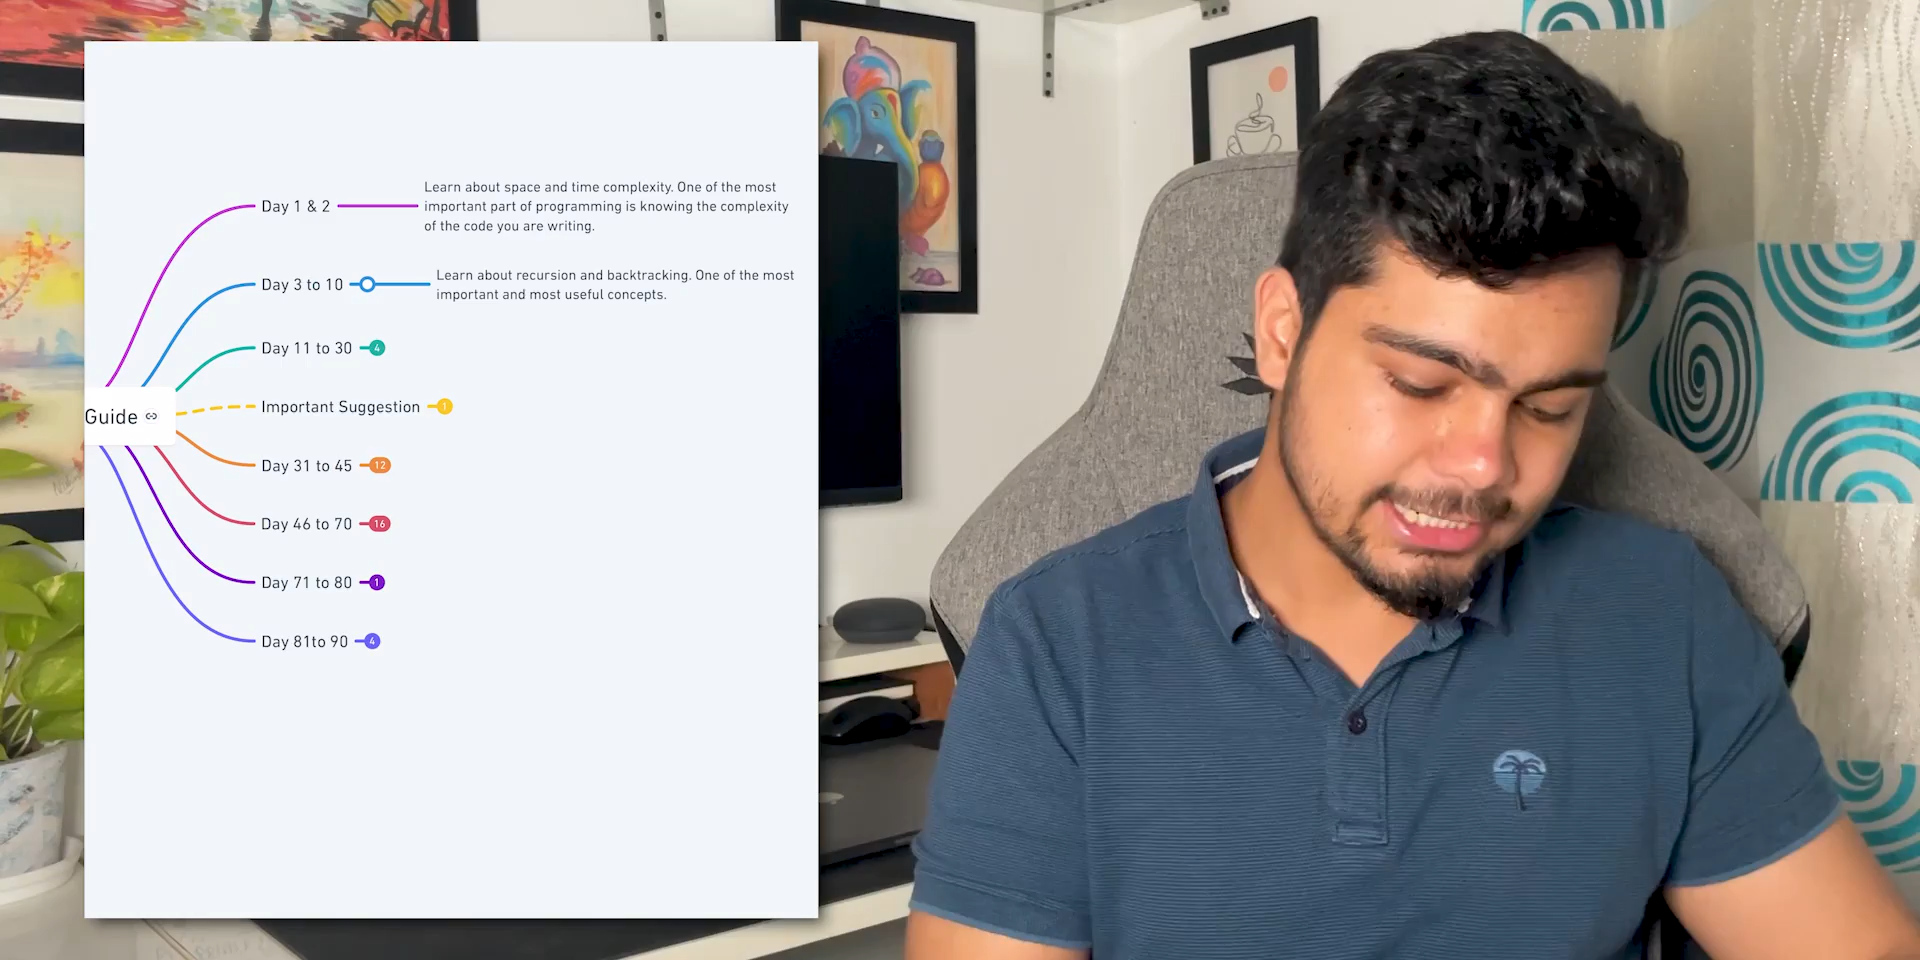 Learn about space and time complexity. One of the most
Day 1 & 2
important part of programming is knowing the complexity
of the code you are writing.
Learn about recursion and backtracking. One of the most
Day 3 to 10
important and most useful concepts.
Day 11 to 30 4
Important Suggestion 1
Guide
Day 31 to 45 12
Day 46 to 70 16
Day 71 to 80 1
Day 81to 90 4